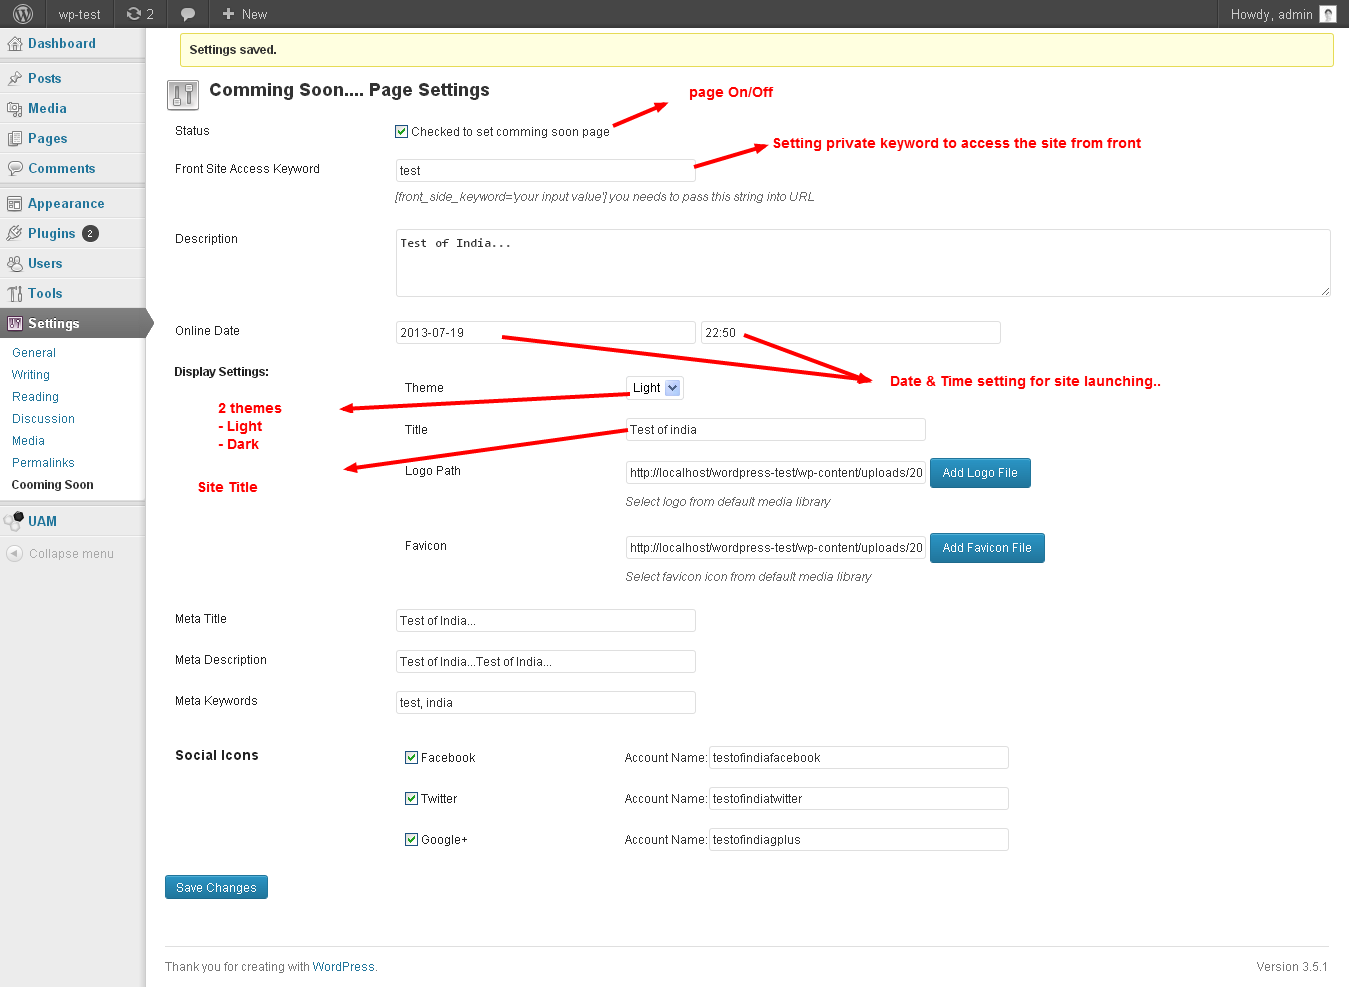 wp-test 2 New Howdy, admin
Dashboard
Posts
Media
Pages
Comments
Appearance
Plugins 2
Users
Tools
Settings
General
Writing
Reading
Discussion
Media
Permalinks
Cooming Soon
UAM
Collapse menu
Settings saved.
Comming Soon.... Page Settings
page On/Off
Status Checked to set comming soon page
Setting private keyword to access the site from front
Front Site Access Keyword test
[front_side_keyword='your input value'] you needs to pass this string into URL
Description Test of India...
Online Date 2013-07-19 22:50
Date & Time setting for site launching..
Display Settings:
Theme Light
2 themes
- Light
- Dark
Title Test of india
Site Title
Logo Path http://localhost/wordpress-test/wp-content/uploads/20 Add Logo File
Select logo from default media library
Favicon http://localhost/wordpress-test/wp-content/uploads/20 Add Favicon File
Select favicon icon from default media library
Meta Title Test of India...
Meta Description Test of India...Test of India...
Meta Keywords test, india
Social Icons Facebook Account Name: testofindiafacebook
Twitter Account Name: testofindiatwitter
Google+ Account Name: testofindiagplus
Save Changes
Thank you for creating with WordPress. Version 3.5.1